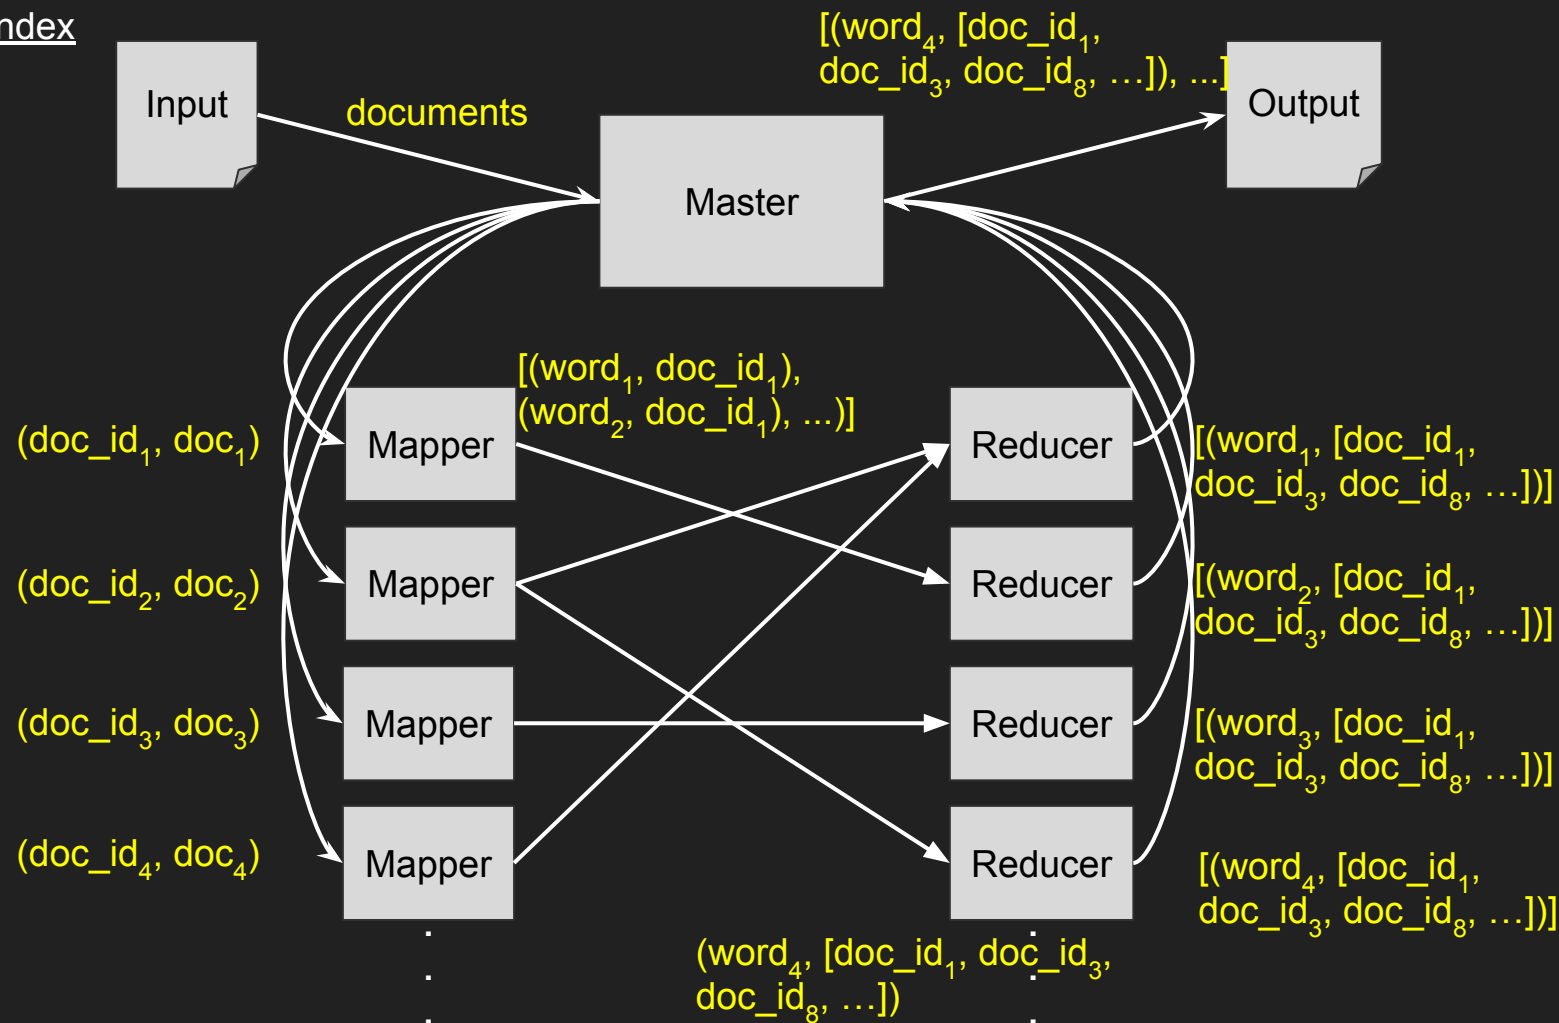 ndex
[(word₄, [doc_id₁,
doc_id₃, doc_id₈, …]), ...]
Input
documents
Output
Master
[(word₁, doc_id₁),
(word₂, doc_id₁), ...)]
(doc_id₁, doc₁)
Mapper
Reducer
[(word₁, [doc_id₁,
doc_id₃, doc_id₈, …])]
(doc_id₂, doc₂)
Mapper
Reducer
[(word₂, [doc_id₁,
doc_id₃, doc_id₈, …])]
(doc_id₃, doc₃)
Mapper
Reducer
[(word₃, [doc_id₁,
doc_id₃, doc_id₈, …])]
(doc_id₄, doc₄)
Mapper
Reducer
[(word₄, [doc_id₁,
doc_id₃, doc_id₈, …])]
(word₄, [doc_id₁, doc_id₃,
doc_id₈, …])